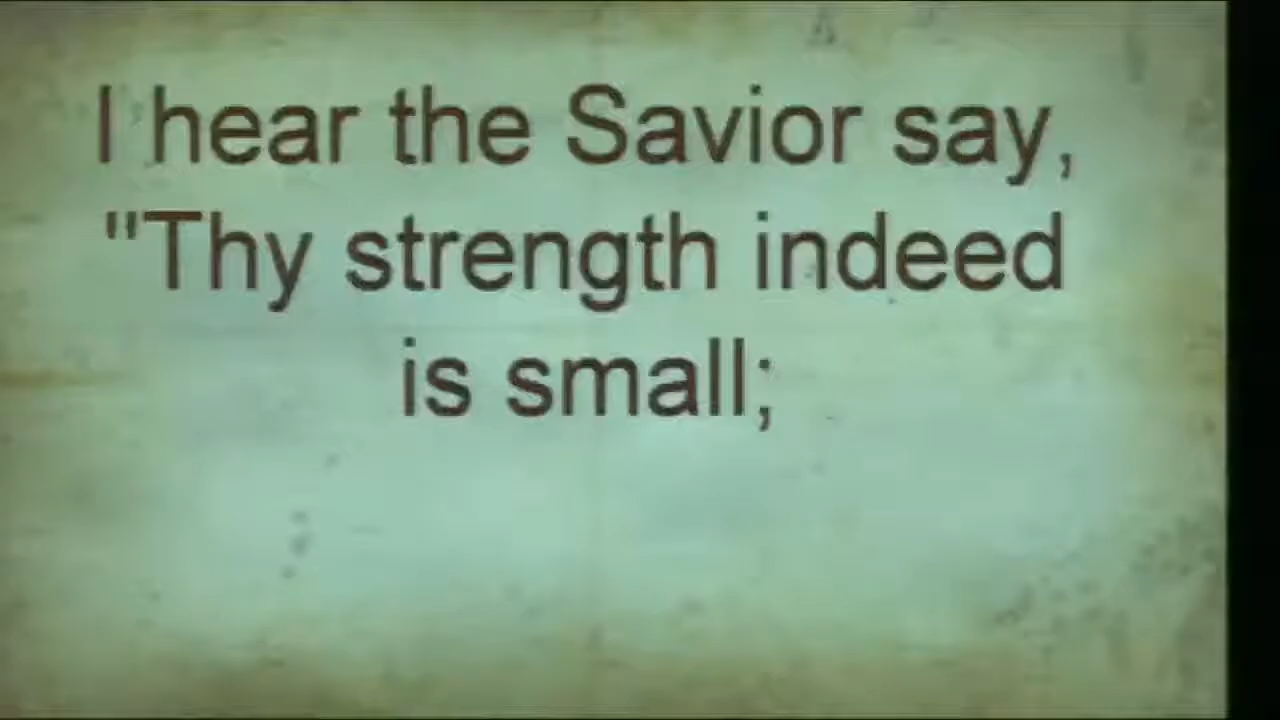 I hear the Savior say,
"Thy strength indeed
is small;